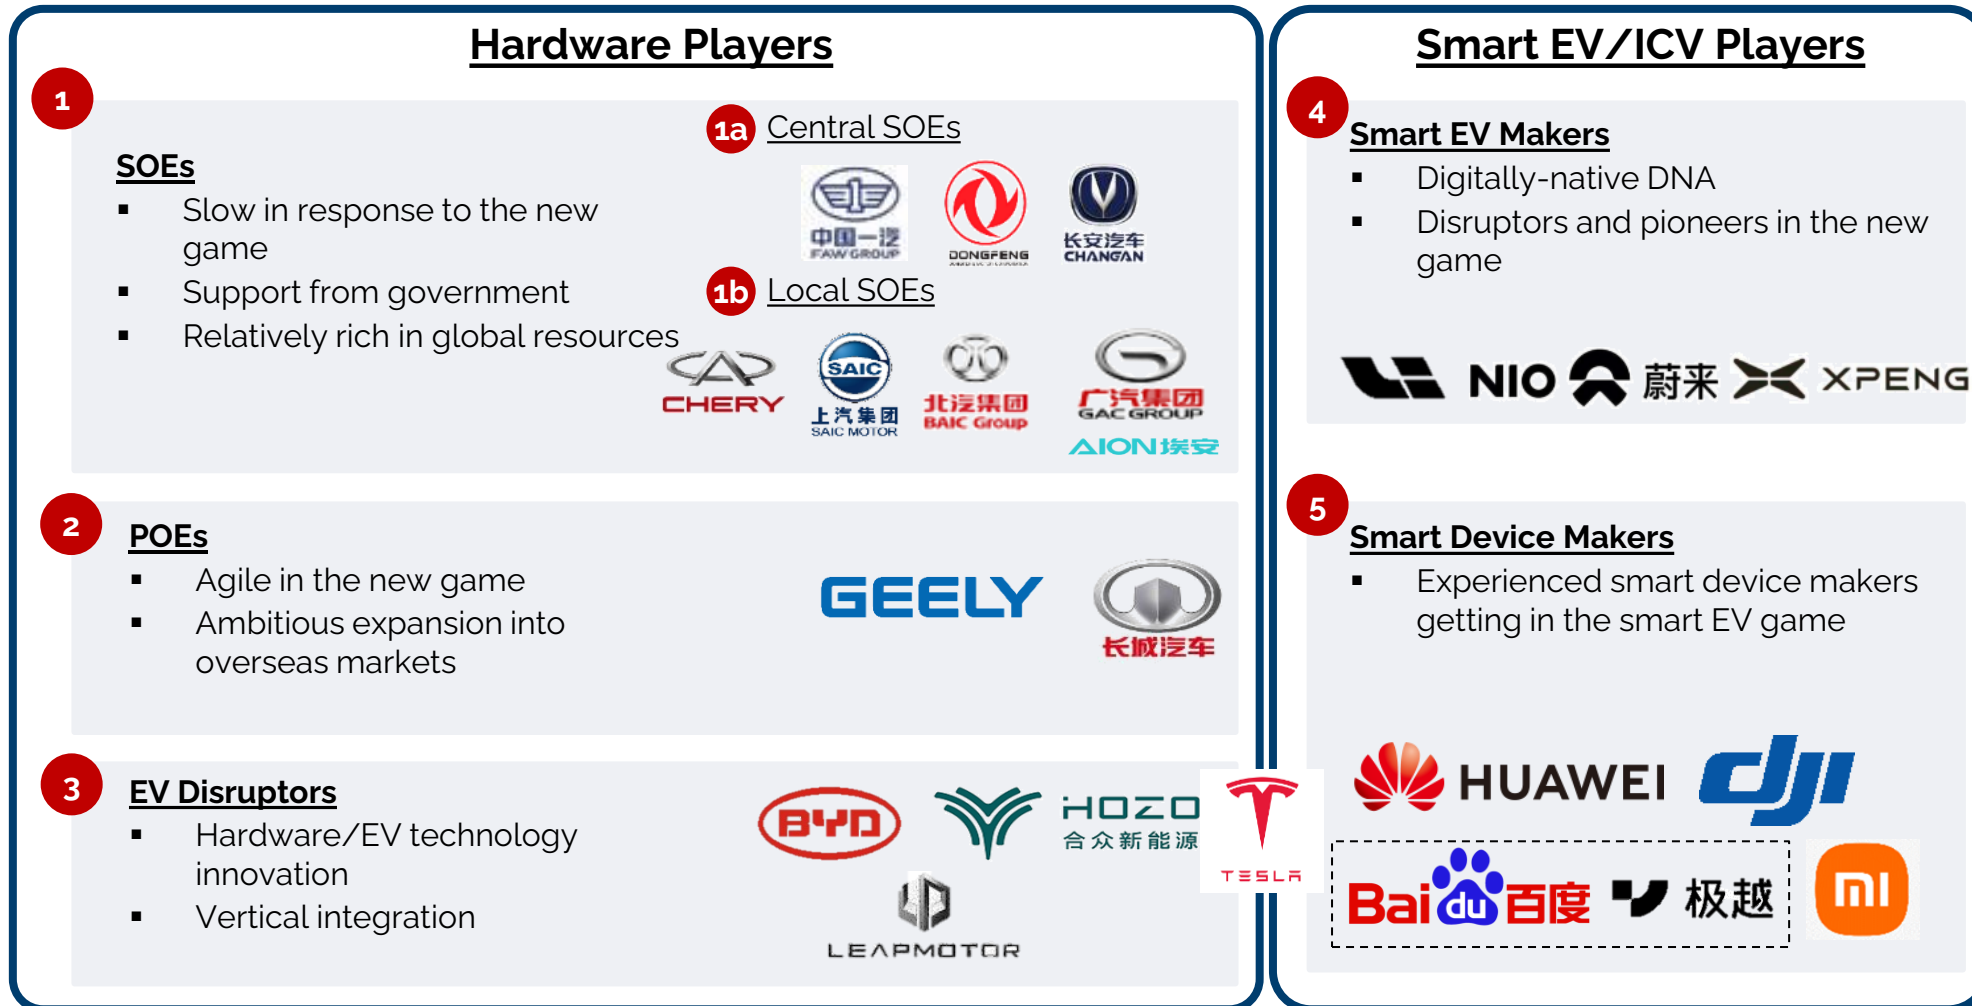 Hardware Players
1
SOEs
▪ Slow in response to the new
game
▪ Support from government
▪ Relatively rich in global resources
1a Central SOEs
中国一汽
FAW GROUP
DONGFENG
长安汽车
CHANGAN
1b Local SOEs
CHERY
SAIC
上汽集团
SAIC MOTOR
北汽集团
BAIC Group
广汽集团
GAC GROUP
AION埃安
2
POEs
▪ Agile in the new game
▪ Ambitious expansion into
overseas markets
GEELY
长城汽车
3
EV Disruptors
▪ Hardware/EV technology
innovation
▪ Vertical integration
BYD
HOZO
合众新能源
LEAPMOTOR
TESLA
Smart EV/ICV Players
4
Smart EV Makers
▪ Digitally-native DNA
▪ Disruptors and pioneers in the new
game
NIO 蔚来 XPENG
5
Smart Device Makers
▪ Experienced smart device makers
getting in the smart EV game
HUAWEI dji
Bai du 百度 极越 mi